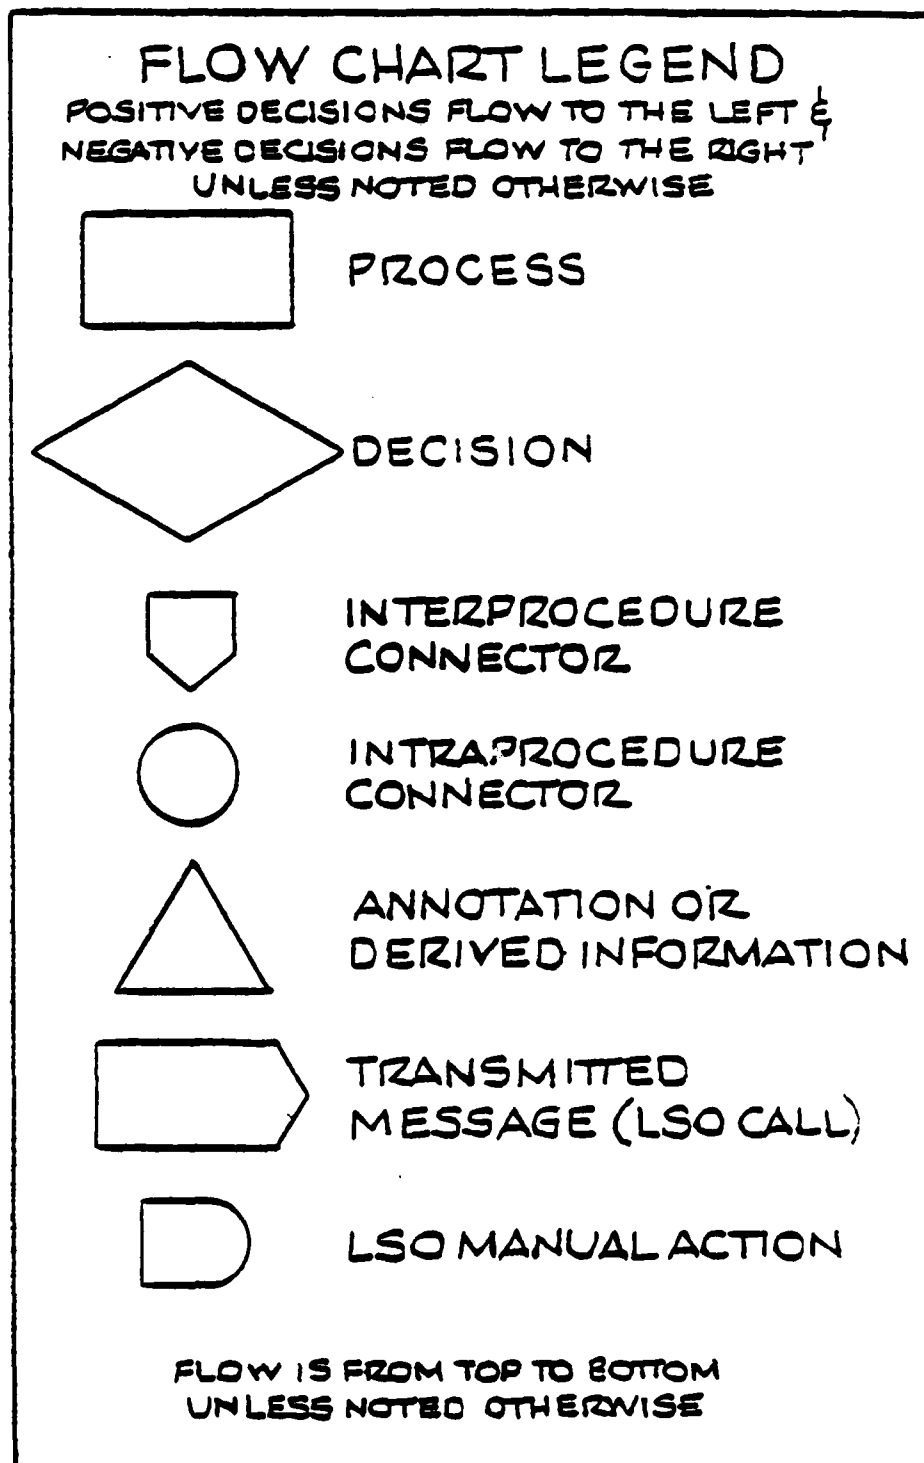 FLOW CHART LEGEND
POSITIVE DECISIONS FLOW TO THE LEFT &
NEGATIVE DECISIONS FLOW TO THE RIGHT
UNLESS NOTED OTHERWISE
PROCESS
DECISION
INTERPROCEDURE
CONNECTOR
INTRAPROCEDURE
CONNECTOR
ANNOTATION OR
DERIVED INFORMATION
TRANSMITTED
MESSAGE (LSO CALL)
LSO MANUAL ACTION
FLOW IS FROM TOP TO BOTTOM
UNLESS NOTED OTHERWISE